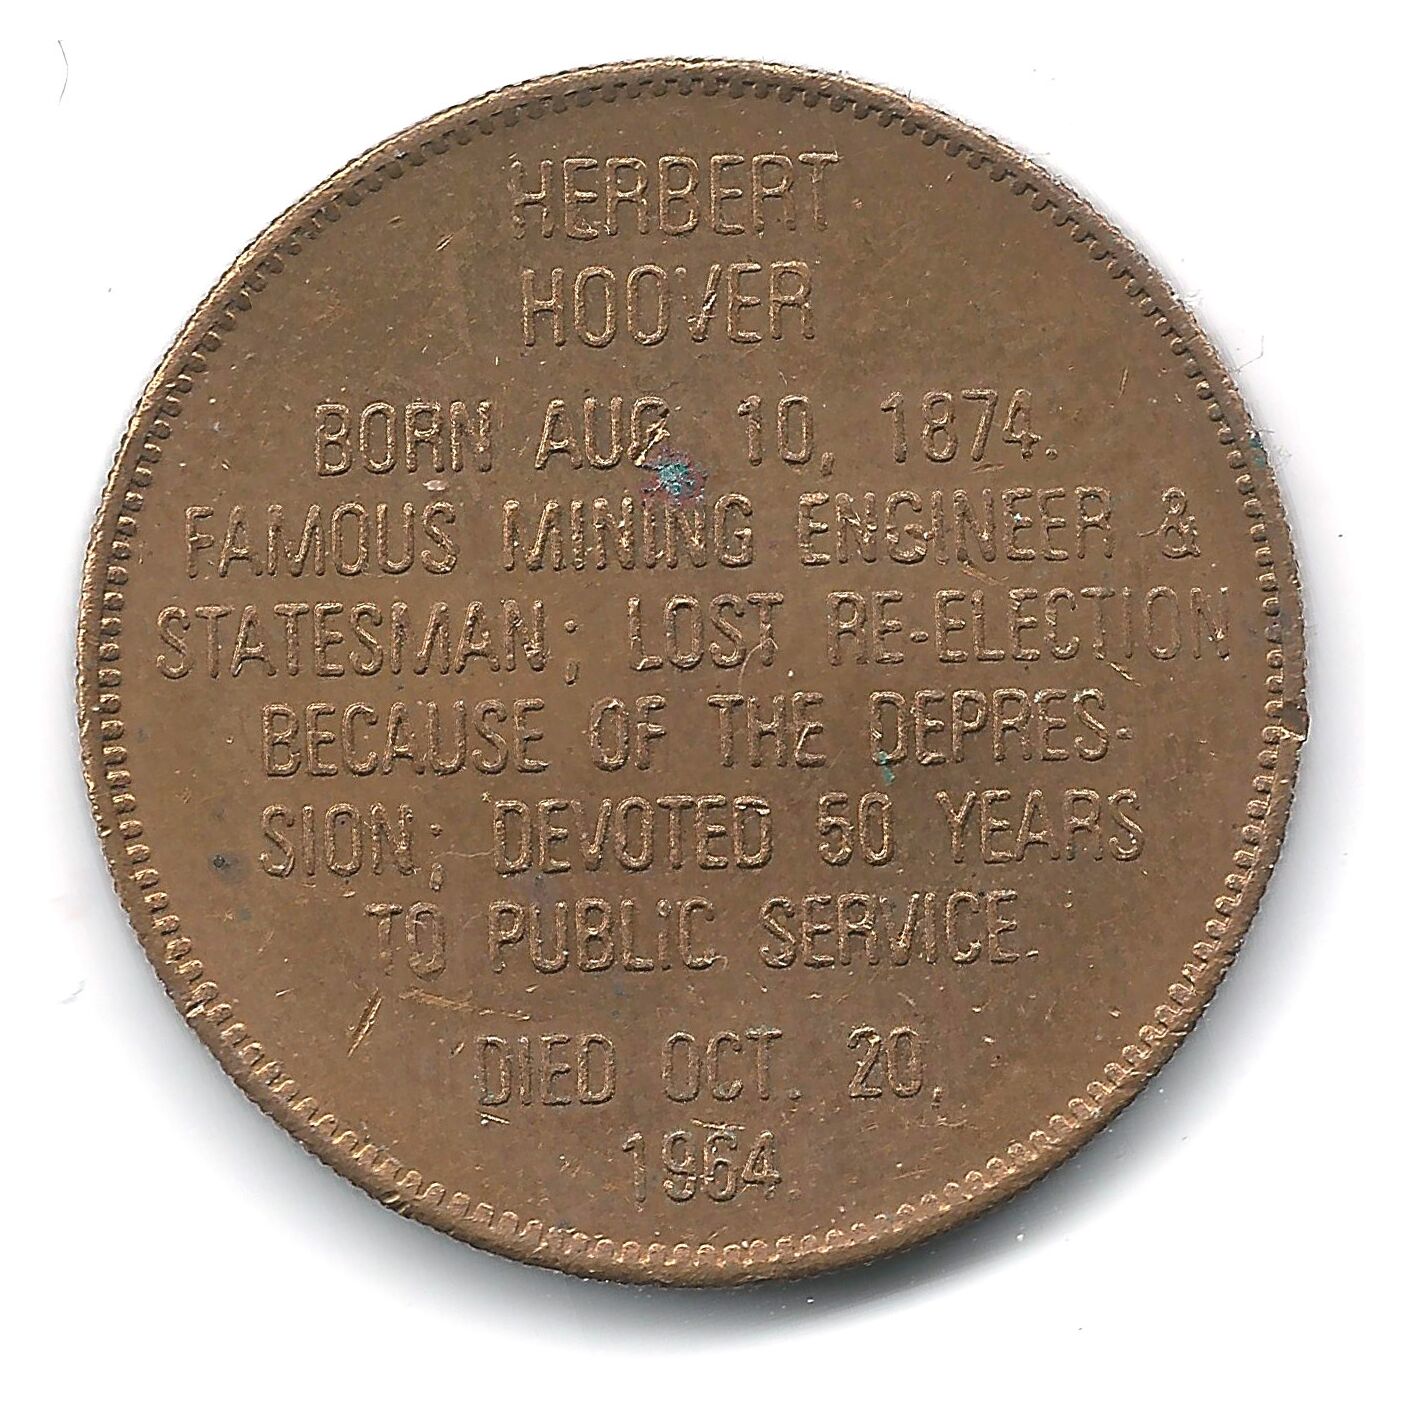 HERBERT
HOOVER
BORN AUG. 10, 1874.
FAMOUS MINING ENGINEER &
STATESMAN; LOST RE-ELECTION
BECAUSE OF THE DEPRES-
SION; DEVOTED 50 YEARS
TO PUBLIC SERVICE.
DIED OCT. 20,
1964.